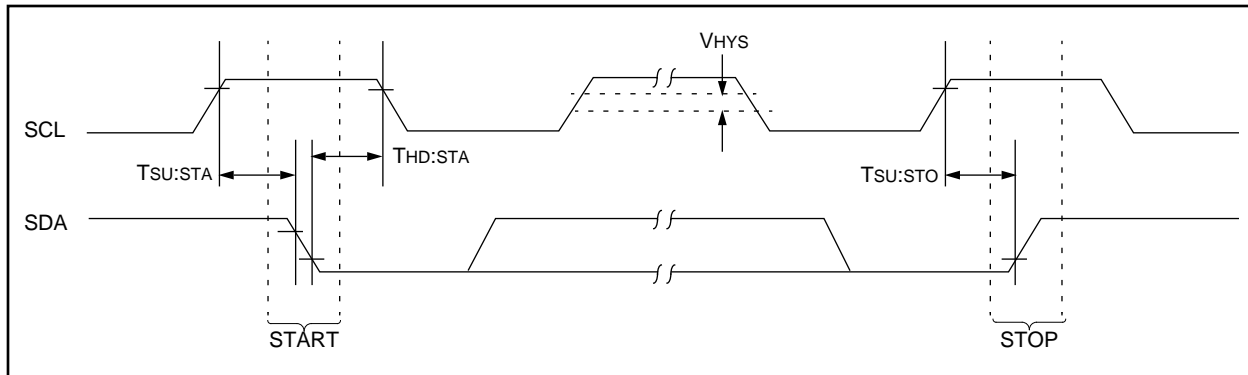 VHYS
SCL
THD:STA
TSU:STA
TSU:STO
SDA
START
STOP